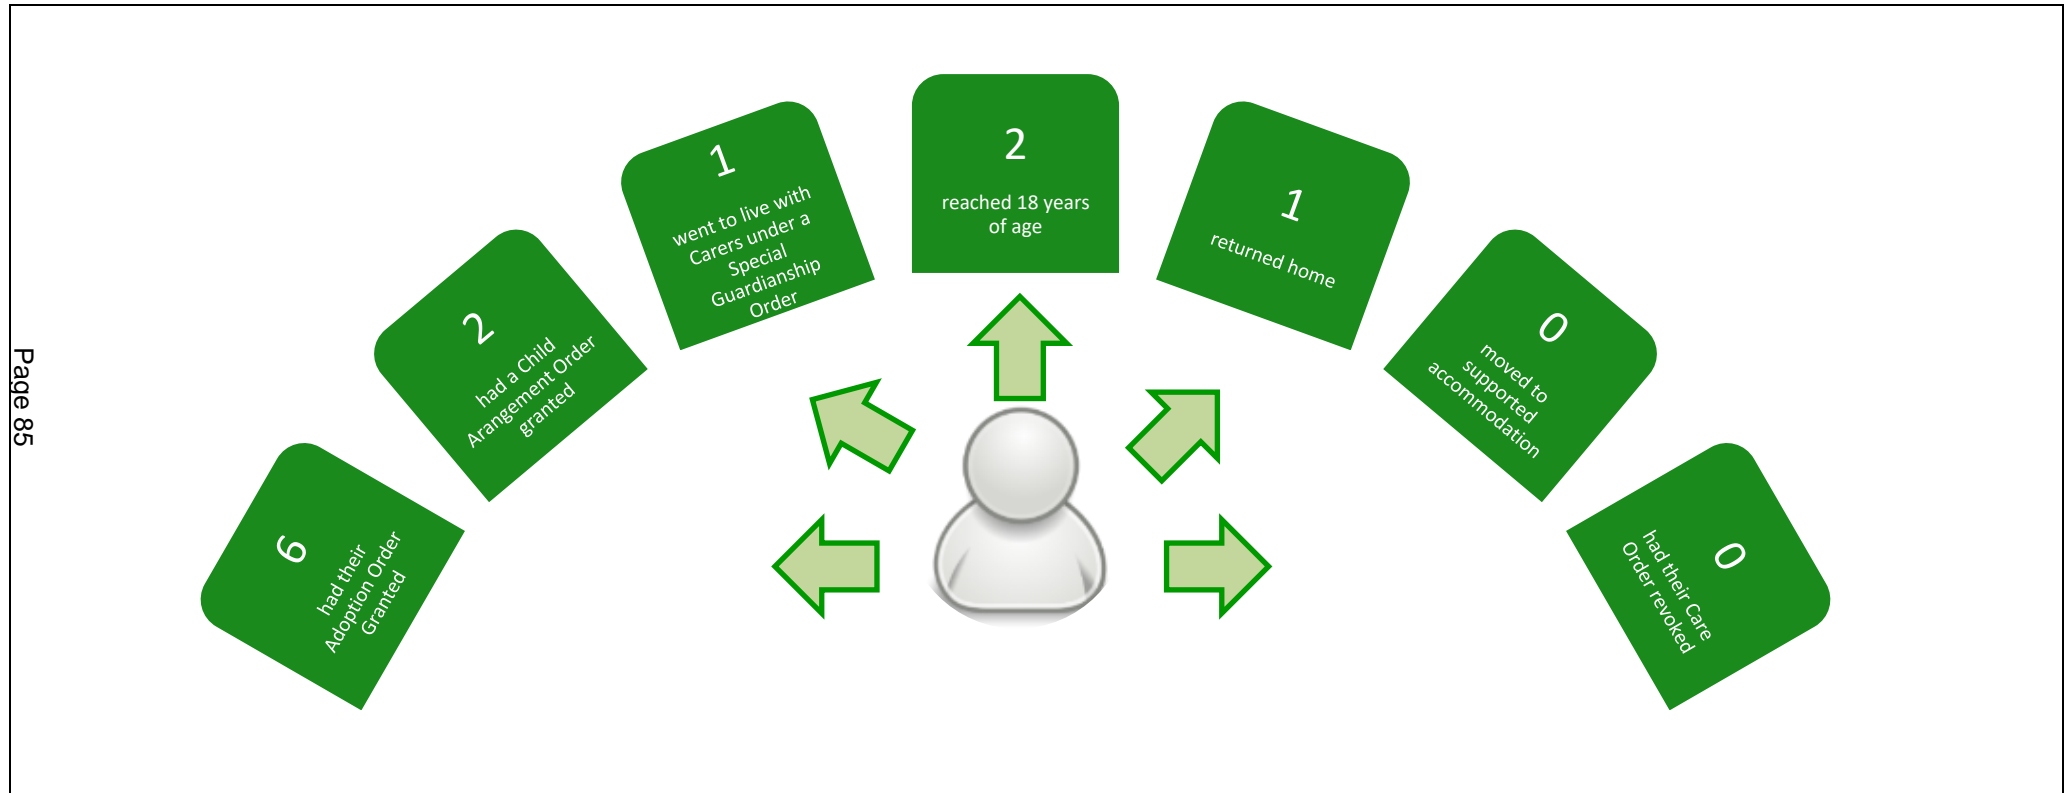 6
had their
Adoption Order
Granted
2
had a Child
Arangement Order
granted
1
went to live with
Carers under a
Special
Guardianship
Order
2
reached 18 years
of age
1
returned home
0
moved to
supported
accommodation
0
had their Care
Order revoked
Page 85